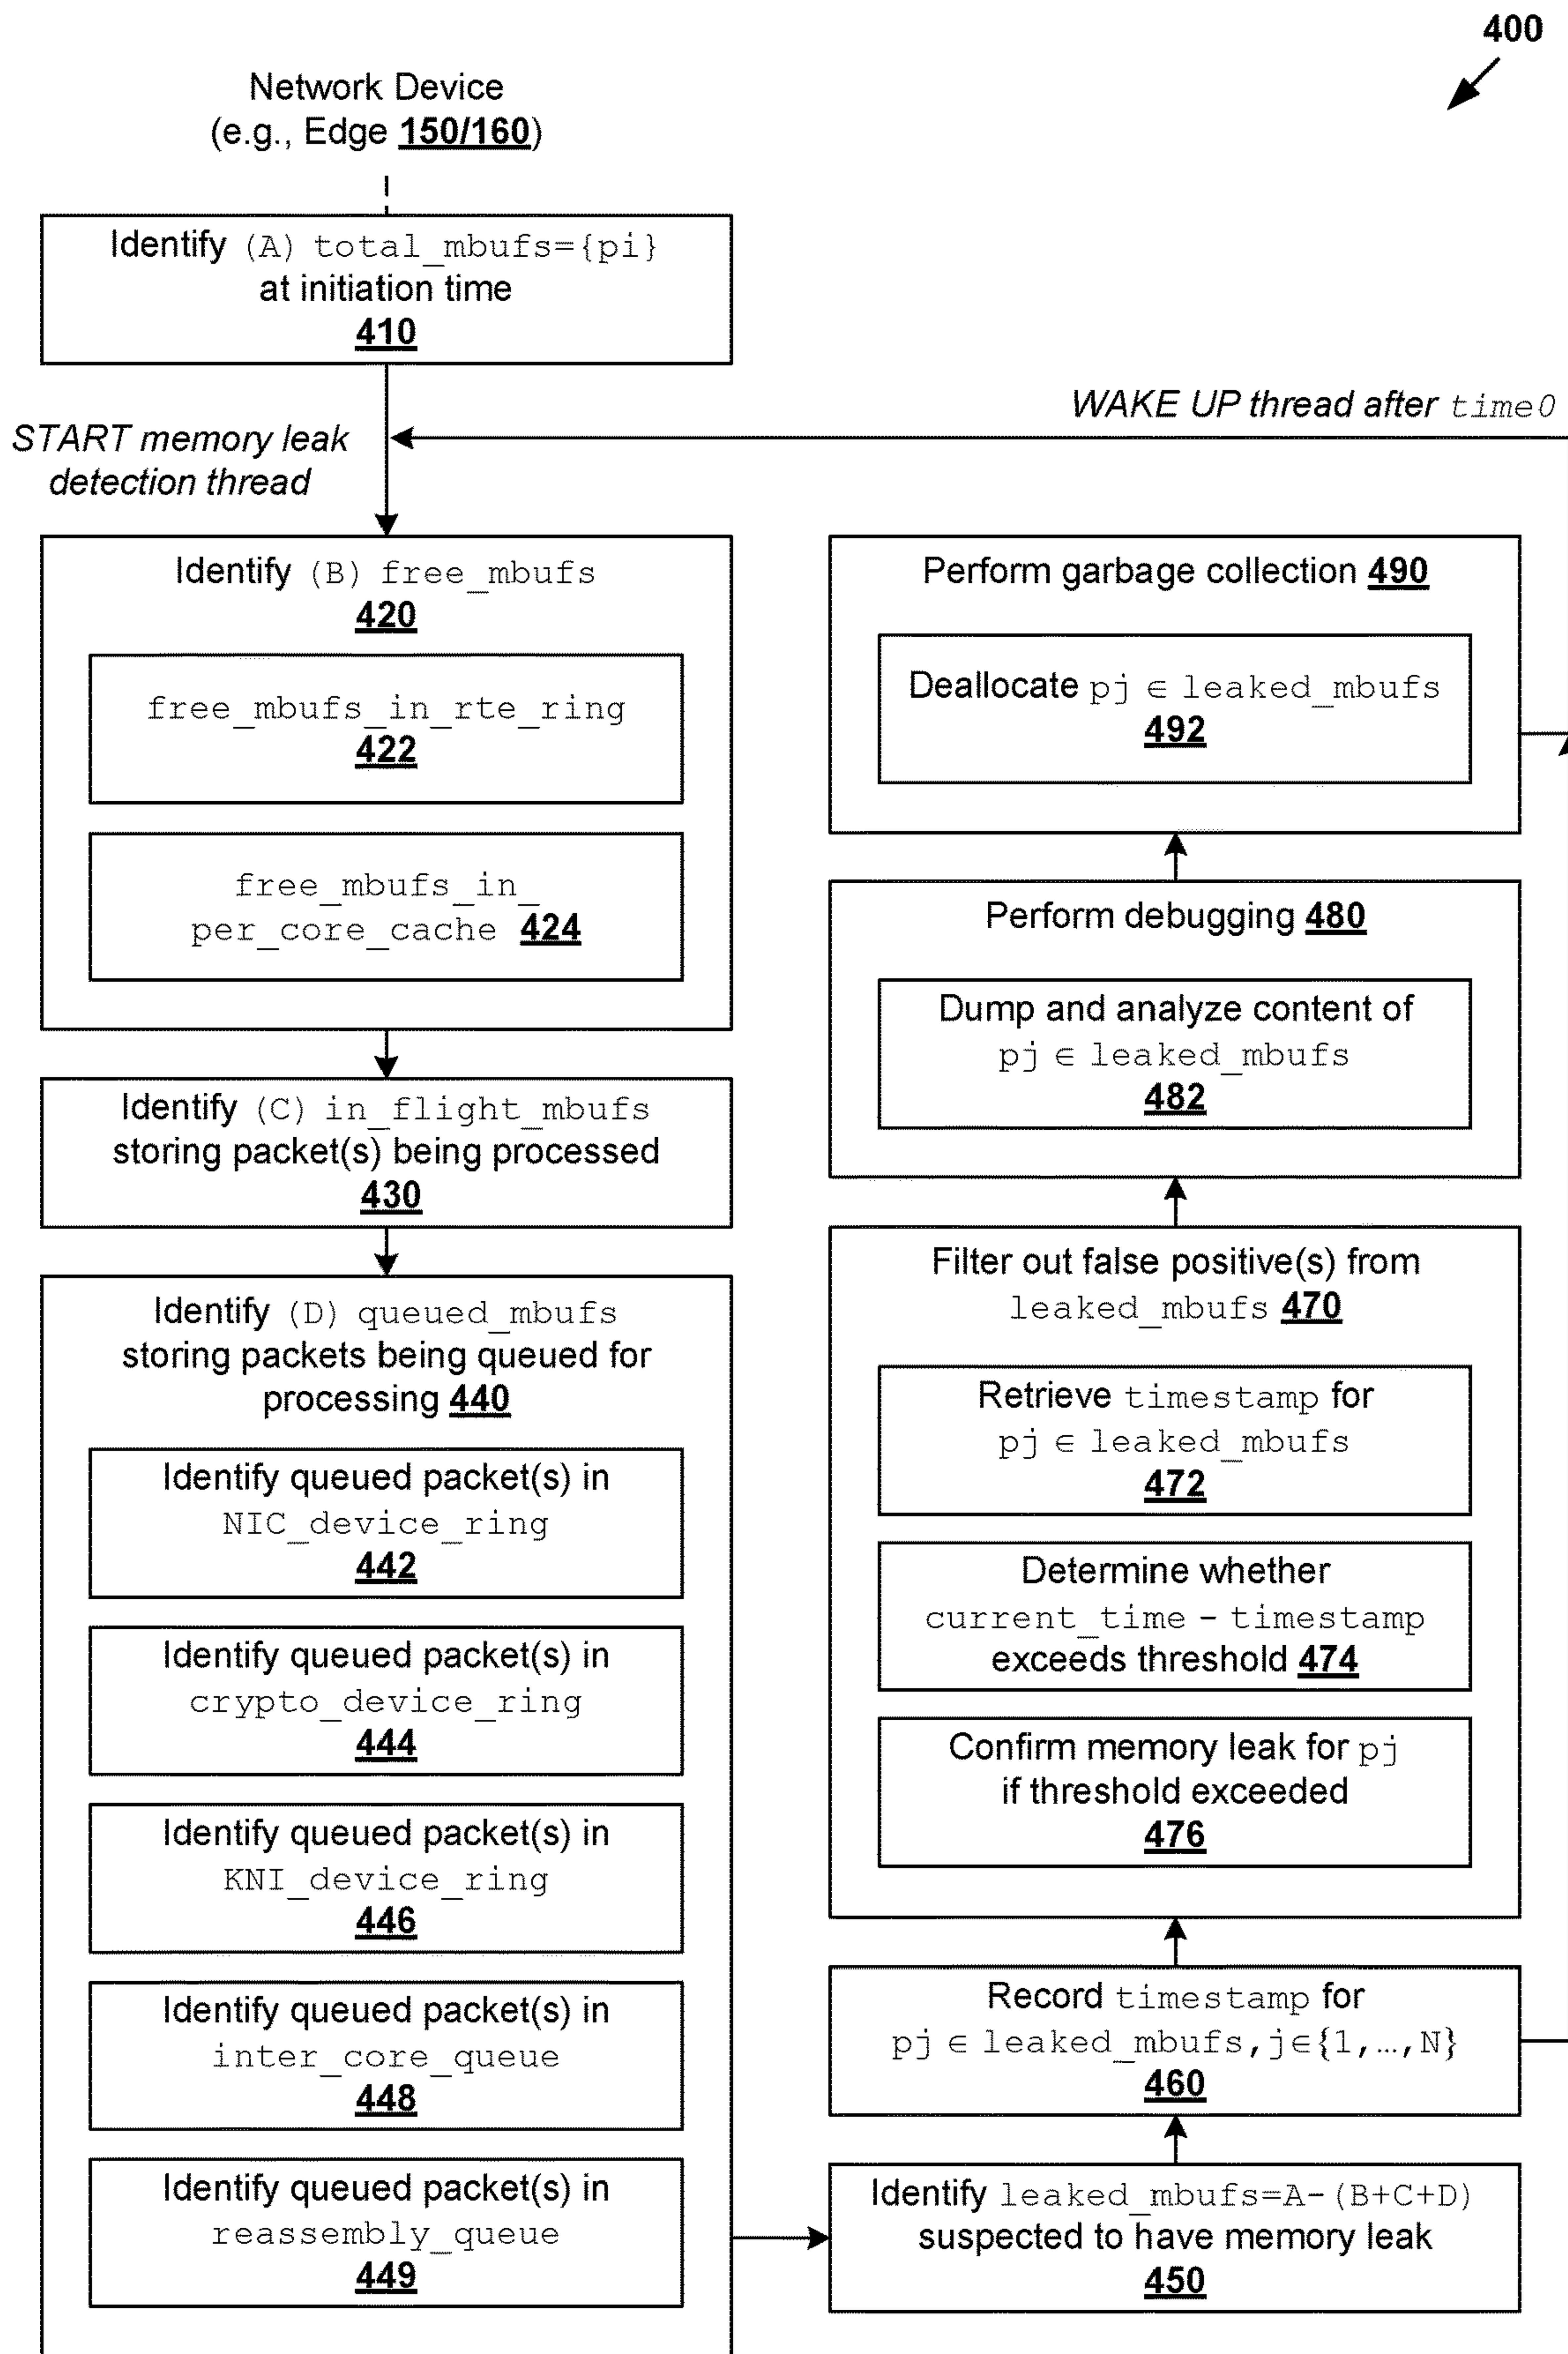 400
Network Device
(e.g., Edge 150/160)
Identify (A) total_mbufs={pi}
at initiation time
410
WAKE UP thread after time0
START memory leak
detection thread
Identify (B) free_mbufs
420
free_mbufs_in_rte_ring
422
free_mbufs_in_
per_core_cache 424
Identify (C) in_flight_mbufs
storing packet(s) being processed
430
Identify (D) queued_mbufs
storing packets being queued for
processing 440
Identify queued packet(s) in
NIC_device_ring
442
Identify queued packet(s) in
crypto_device_ring
444
Identify queued packet(s) in
KNI_device_ring
446
Identify queued packet(s) in
inter_core_queue
448
Identify queued packet(s) in
reassembly_queue
449
Perform garbage collection 490
Deallocate pj ∈ leaked_mbufs
492
Perform debugging 480
Dump and analyze content of
pj ∈ leaked_mbufs
482
Filter out false positive(s) from
leaked_mbufs 470
Retrieve timestamp for
pj ∈ leaked_mbufs
472
Determine whether
current_time – timestamp
exceeds threshold 474
Confirm memory leak for pj
if threshold exceeded
476
Record timestamp for
pj ∈ leaked_mbufs, j∈{1,…,N}
460
Identify leaked_mbufs=A-(B+C+D)
suspected to have memory leak
450